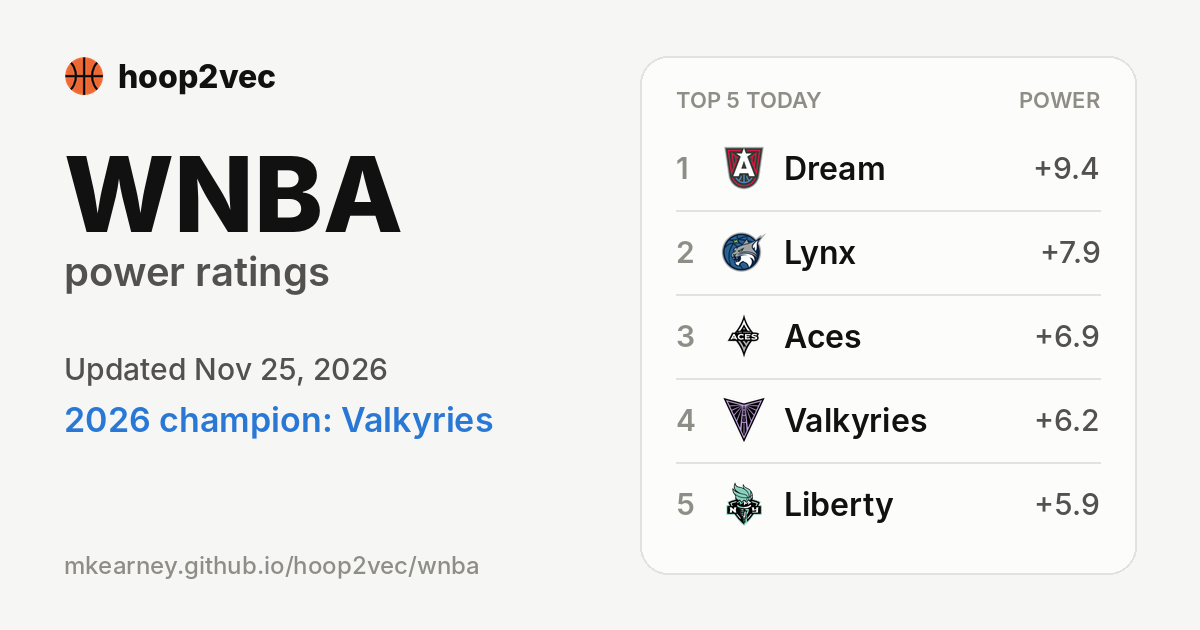 hoop2vec
WNBA
power ratings
Updated Nov 25, 2026
2026 champion: Valkyries
mkearney.github.io/hoop2vec/wnba
TOP 5 TODAY POWER
1 A Dream +9.4
2 Lynx +7.9
3 ACES Aces +6.9
4 Valkyries +6.2
5 Liberty +5.9